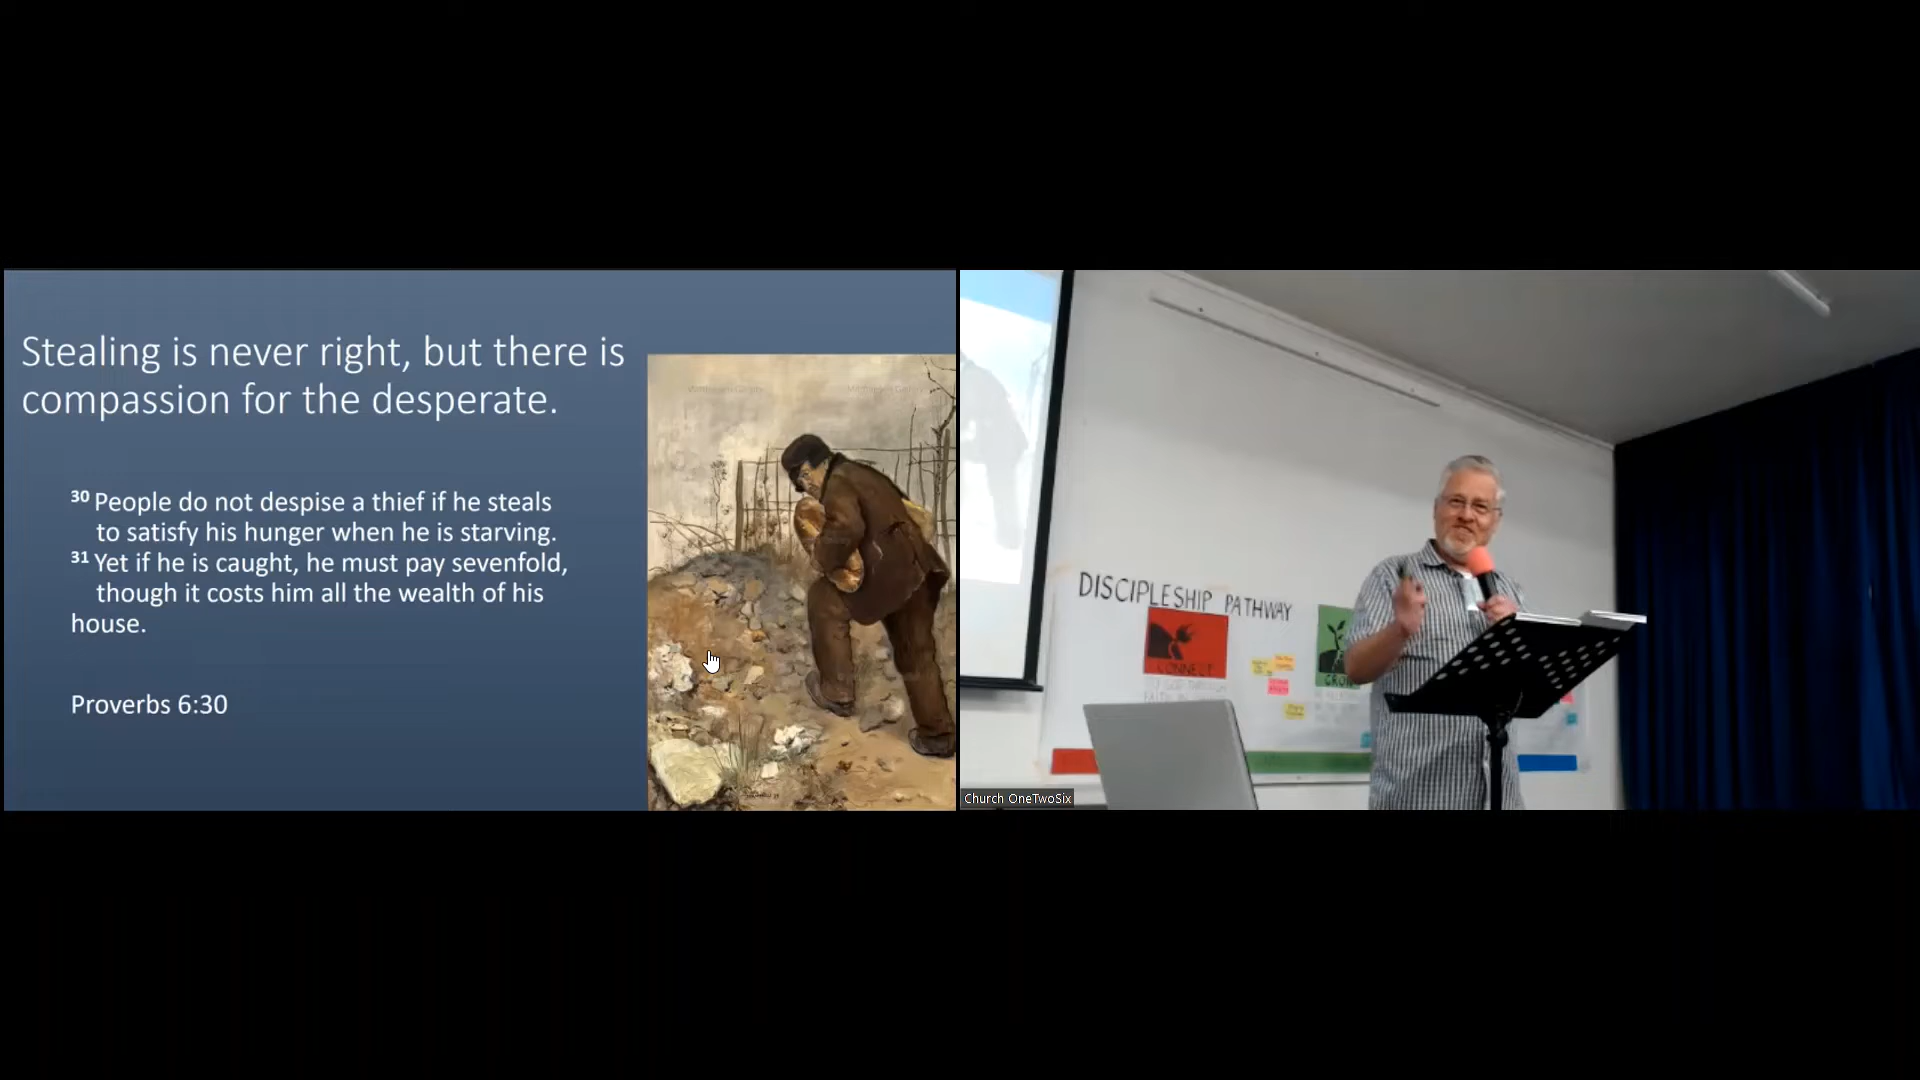 Stealing is never right, but there is
compassion for the desperate.
30 People do not despise a thief if he steals
to satisfy his hunger when he is starving.
31 Yet if he is caught, he must pay sevenfold,
though it costs him all the wealth of his
house.
Proverbs 6:30
DISCIPLESHIP PATHWAY
CONNECT
GROW
Church OneTwoSix